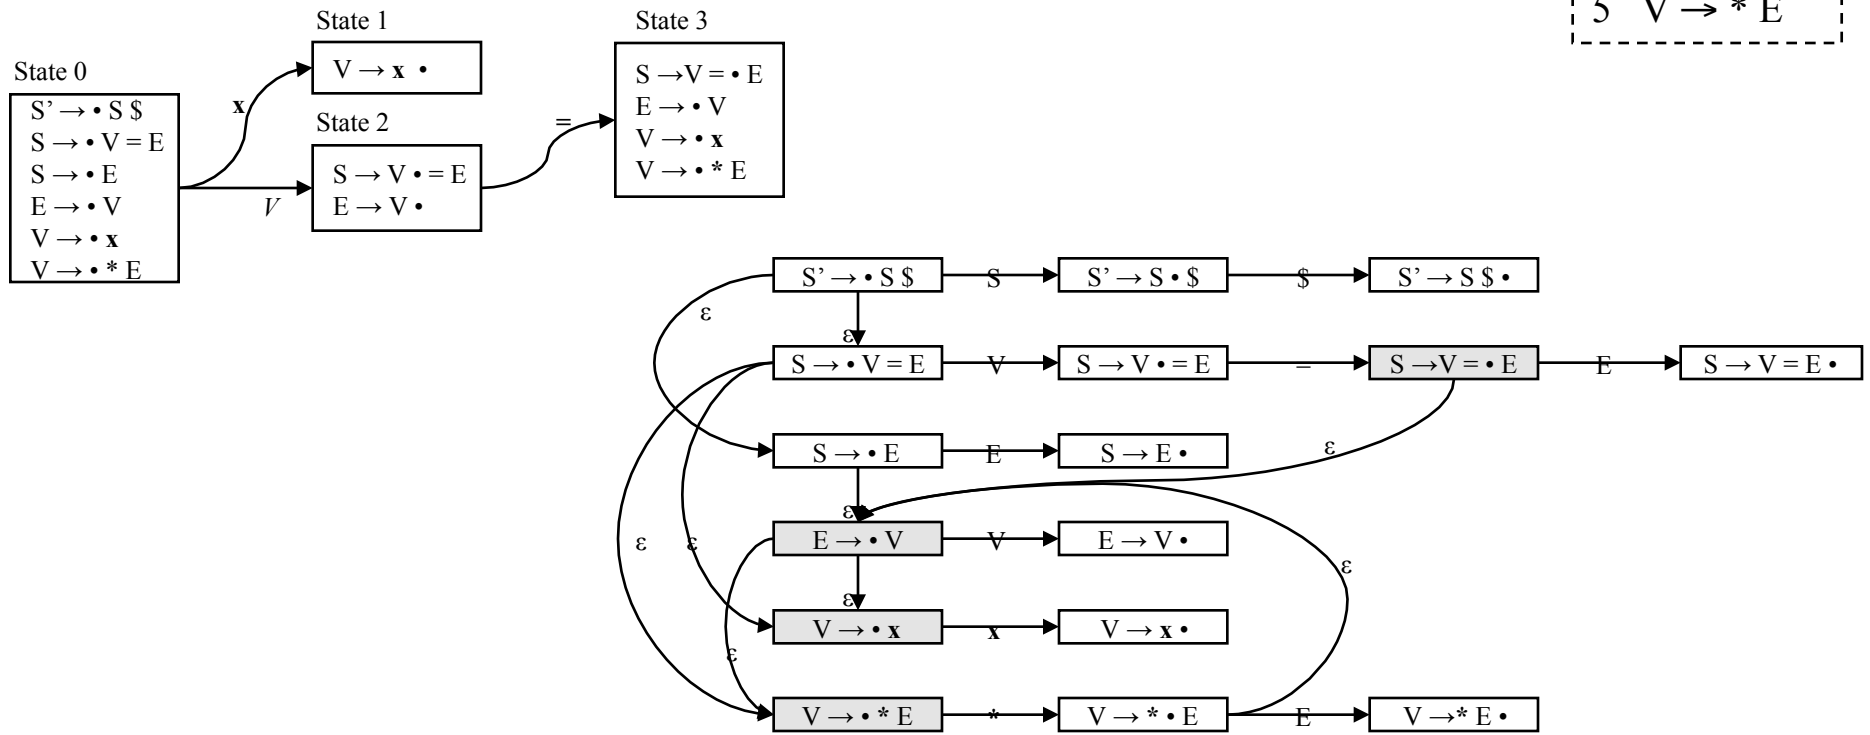 5 V → * E
State 1
State 3
V → x •
State 0
S’ → • S $
S → • V = E
S → • E
E → • V
V → • x
V → • * E
x
V
State 2
S → V • = E
E → V •
=
S →V = • E
E → • V
V → • x
V → • * E
S’ → • S $
S
S’ → S • $
$
S’ → S $ •
ε
ε
S → • V = E
V
S → V • = E
=
S →V = • E
E
S → V = E •
S → • E
E
S → E •
ε
ε
E → • V
V
E → V •
ε
ε
ε
ε
V → • x
x
V → x •
ε
V → • * E
*
V → * • E
E
V →* E •